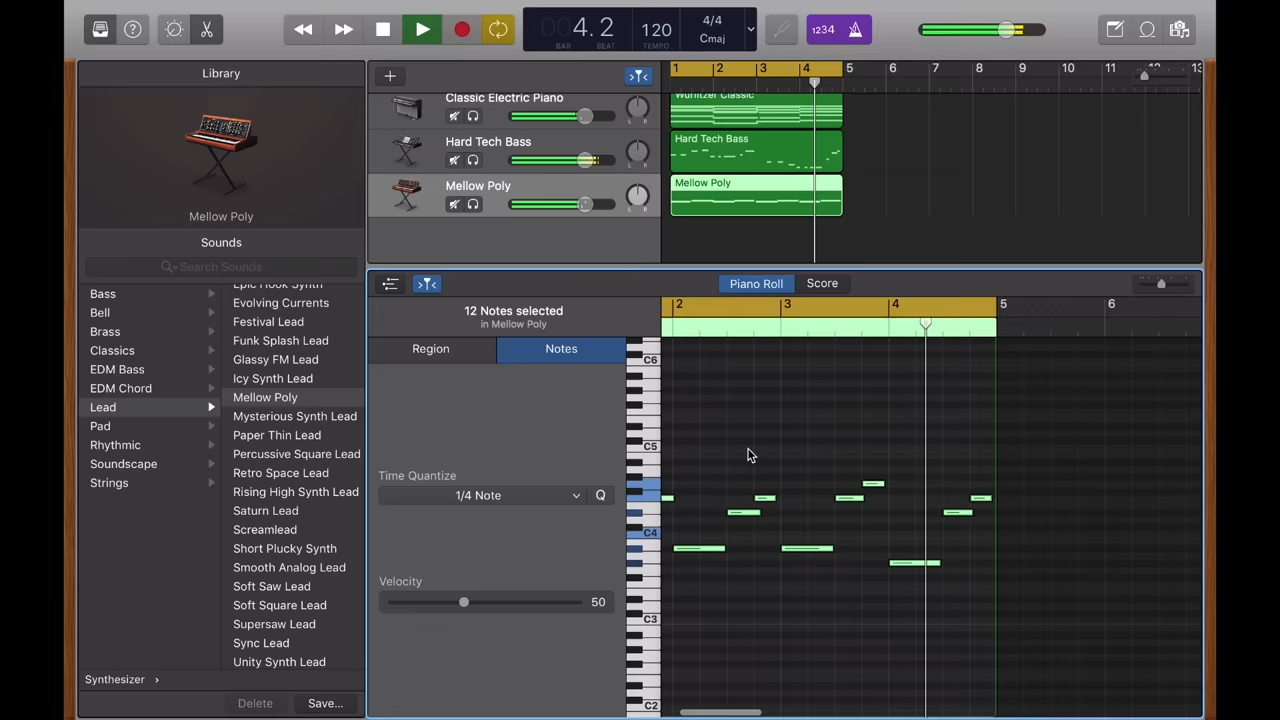 4.2
BAR BEAT
120
TEMPO
4/4
Cmaj
1234
Library
Mellow Poly
Sounds
Search Sounds
Bass
Bell
Brass
Classics
EDM Bass
EDM Chord
Lead
Pad
Rhythmic
Soundscape
Strings
Epic Hook Synth
Evolving Currents
Festival Lead
Funk Splash Lead
Glassy FM Lead
Icy Synth Lead
Mellow Poly
Mysterious Synth Lead
Paper Thin Lead
Percussive Square Lead
Retro Space Lead
Rising High Synth Lead
Saturn Lead
Screamlead
Short Plucky Synth
Smooth Analog Lead
Soft Saw Lead
Soft Square Lead
Supersaw Lead
Sync Lead
Unity Synth Lead
Synthesizer ›
Delete
Save...
1 2 3 4 5 6 7 8 9 10 11 12 13
Classic Electric Piano
L R
Hard Tech Bass
L R
Mellow Poly
L R
Wurlitzer Classic
Hard Tech Bass
Mellow Poly
Piano Roll
Score
12 Notes selected
in Mellow Poly
2 3 4 5 6
Region
Notes
Time Quantize
1/4 Note
Q
Velocity
50
C6
C5
C4
C3
C2